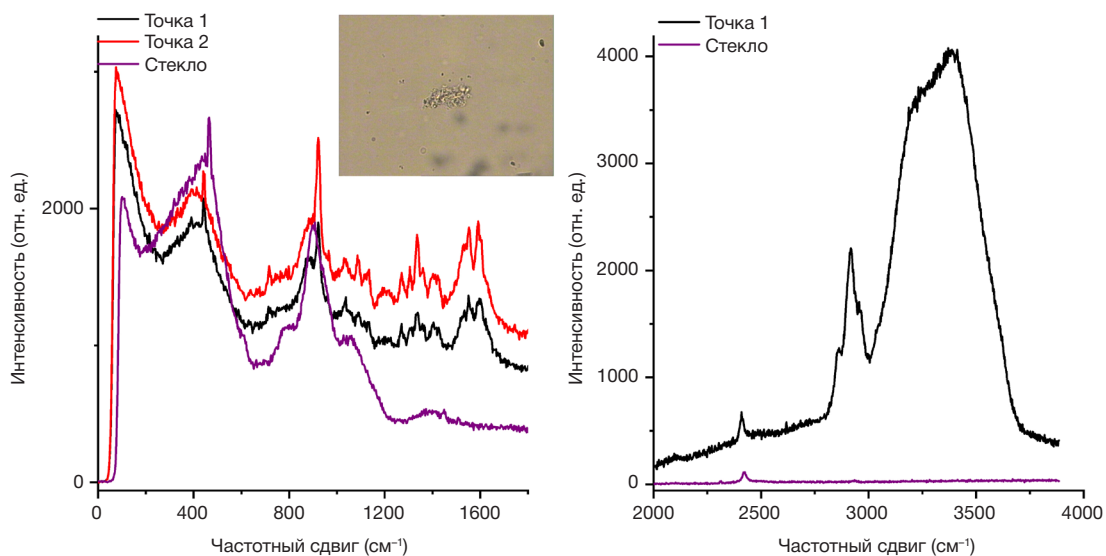 Точка 1
Точка 2
Стекло
Интенсивность (отн. ед.)
2000
0
0
400
800
1200
1600
Частотный сдвиг (см⁻¹)
Точка 1
Стекло
Интенсивность (отн. ед.)
4000
3000
2000
1000
0
2000
2500
3000
3500
4000
Частотный сдвиг (см⁻¹)